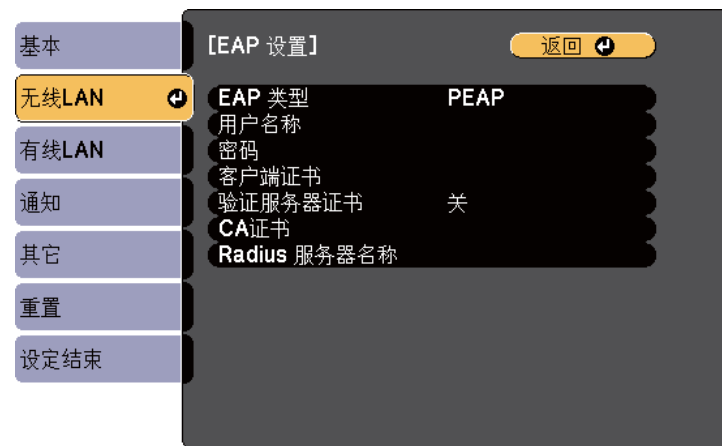 基本
无线LAN
有线LAN
通知
其它
重置
设定结束
[EAP 设置]
返回
EAP 类型 PEAP
用户名称
密码
客户端证书
验证服务器证书 关
CA证书
Radius 服务器名称